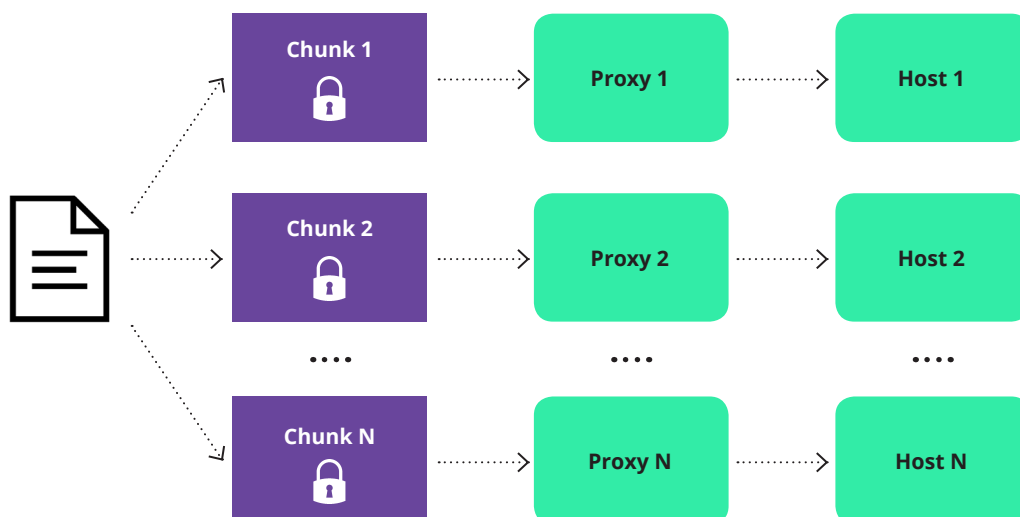 Chunk 1
Proxy 1
Host 1
Chunk 2
Proxy 2
Host 2
....
....
....
Chunk N
Proxy N
Host N